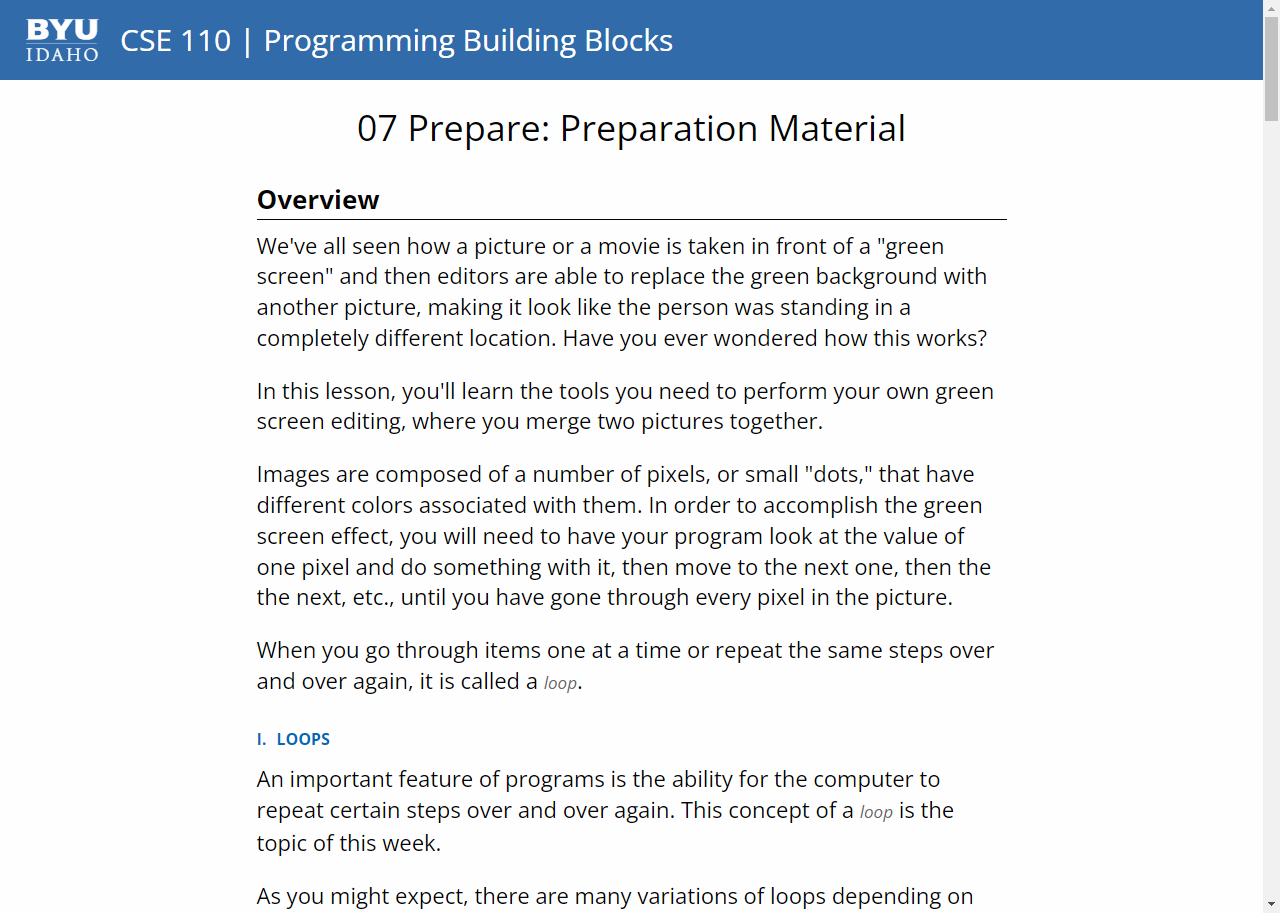 BYU
IDAHO
CSE 110 | Programming Building Blocks
07 Prepare: Preparation Material
Overview
We've all seen how a picture or a movie is taken in front of a "green
screen" and then editors are able to replace the green background with
another picture, making it look like the person was standing in a
completely different location. Have you ever wondered how this works?
In this lesson, you'll learn the tools you need to perform your own green
screen editing, where you merge two pictures together.
Images are composed of a number of pixels, or small "dots," that have
different colors associated with them. In order to accomplish the green
screen effect, you will need to have your program look at the value of
one pixel and do something with it, then move to the next one, then the
the next, etc., until you have gone through every pixel in the picture.
When you go through items one at a time or repeat the same steps over
and over again, it is called a loop.
I. LOOPS
An important feature of programs is the ability for the computer to
repeat certain steps over and over again. This concept of a loop is the
topic of this week.
As you might expect, there are many variations of loops depending on